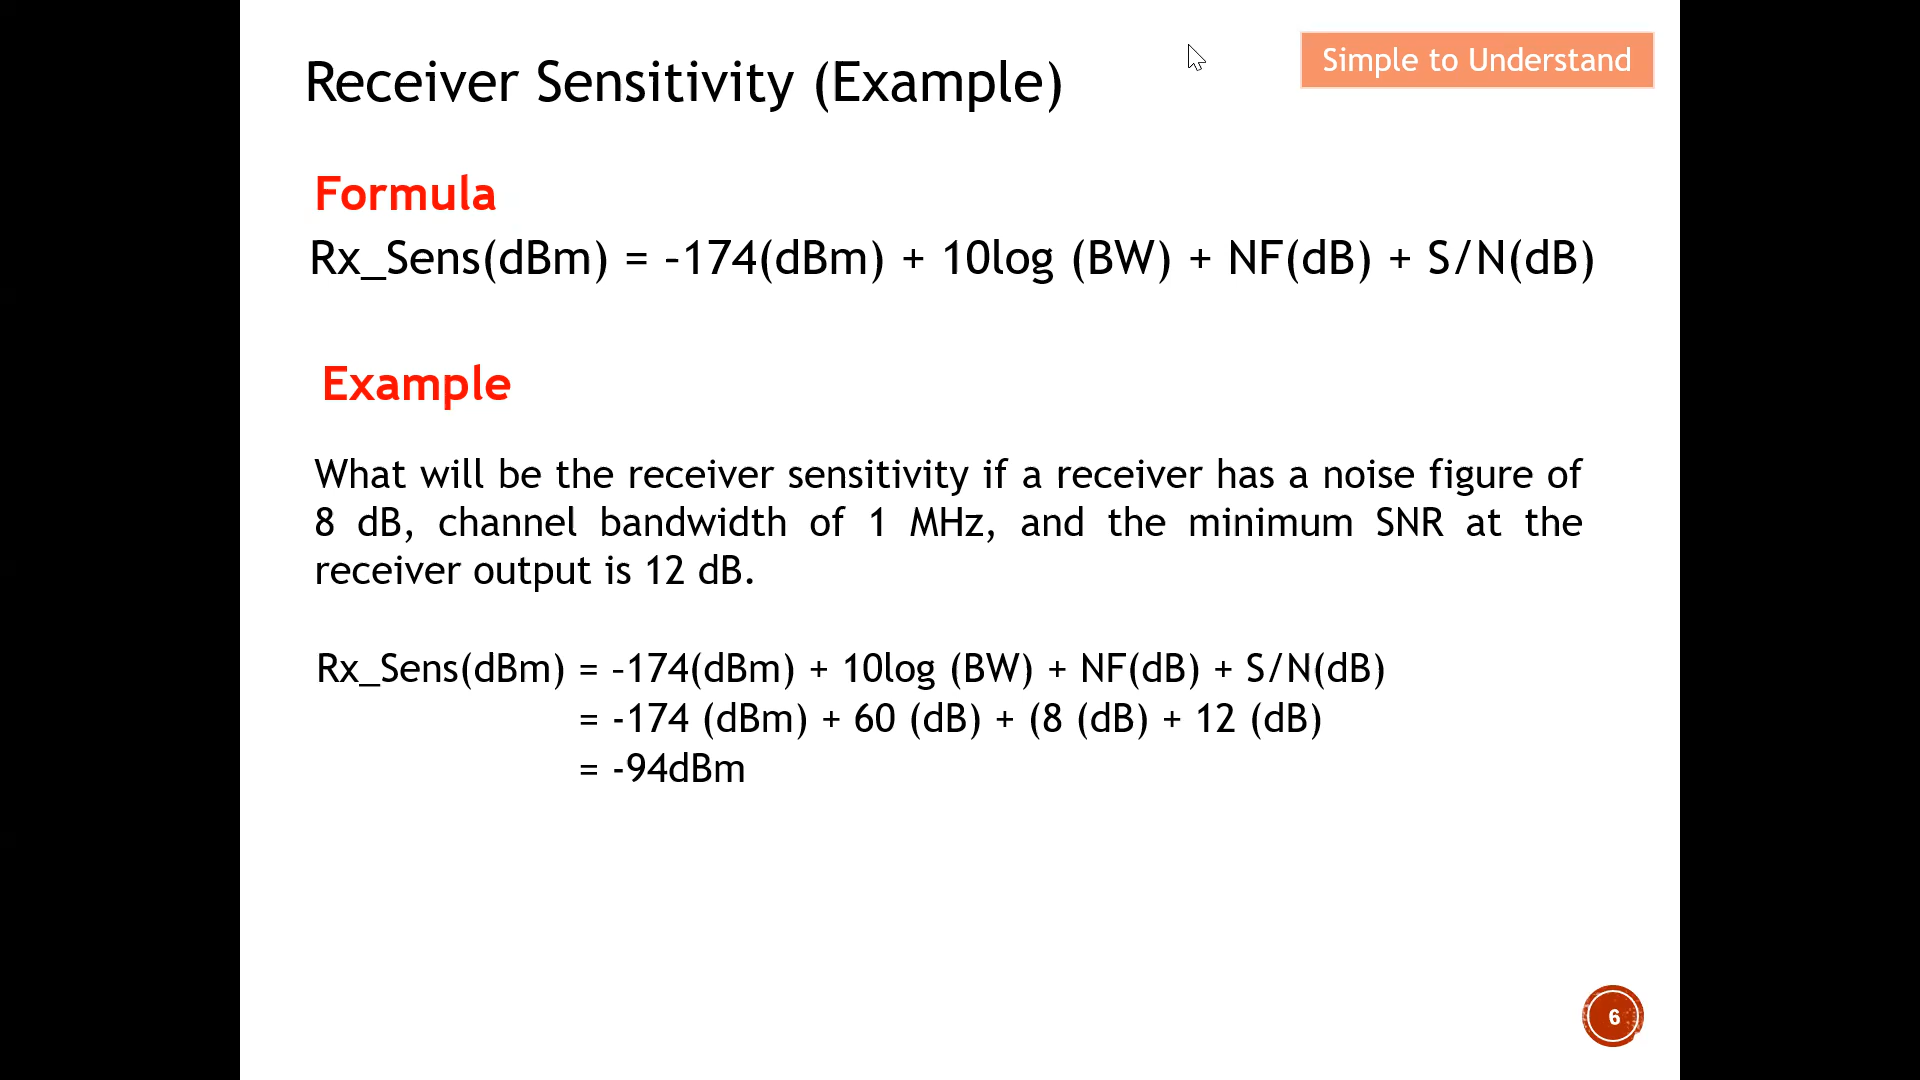 Receiver Sensitivity (Example)
Simple to Understand
Formula
Rx_Sens(dBm) = -174(dBm) + 10log (BW) + NF(dB) + S/N(dB)
Example
What will be the receiver sensitivity if a receiver has a noise figure of
8 dB, channel bandwidth of 1 MHz, and the minimum SNR at the
receiver output is 12 dB.
Rx_Sens(dBm) = -174(dBm) + 10log (BW) + NF(dB) + S/N(dB)
= -174 (dBm) + 60 (dB) + (8 (dB) + 12 (dB)
= -94dBm
6